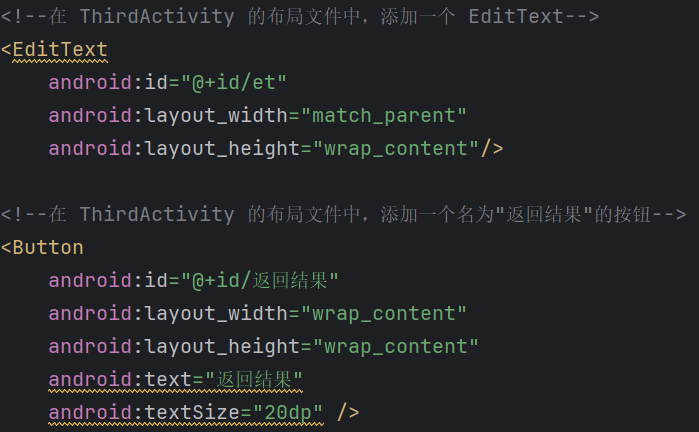 <!--在 ThirdActivity 的布局文件中，添加一个 EditText-->
<EditText
    android:id="@+id/et"
    android:layout_width="match_parent"
    android:layout_height="wrap_content"/>

<!--在 ThirdActivity 的布局文件中，添加一个名为"返回结果"的按钮-->
<Button
    android:id="@+id/返回结果"
    android:layout_width="wrap_content"
    android:layout_height="wrap_content"
    android:text="返回结果"
    android:textSize="20dp" />